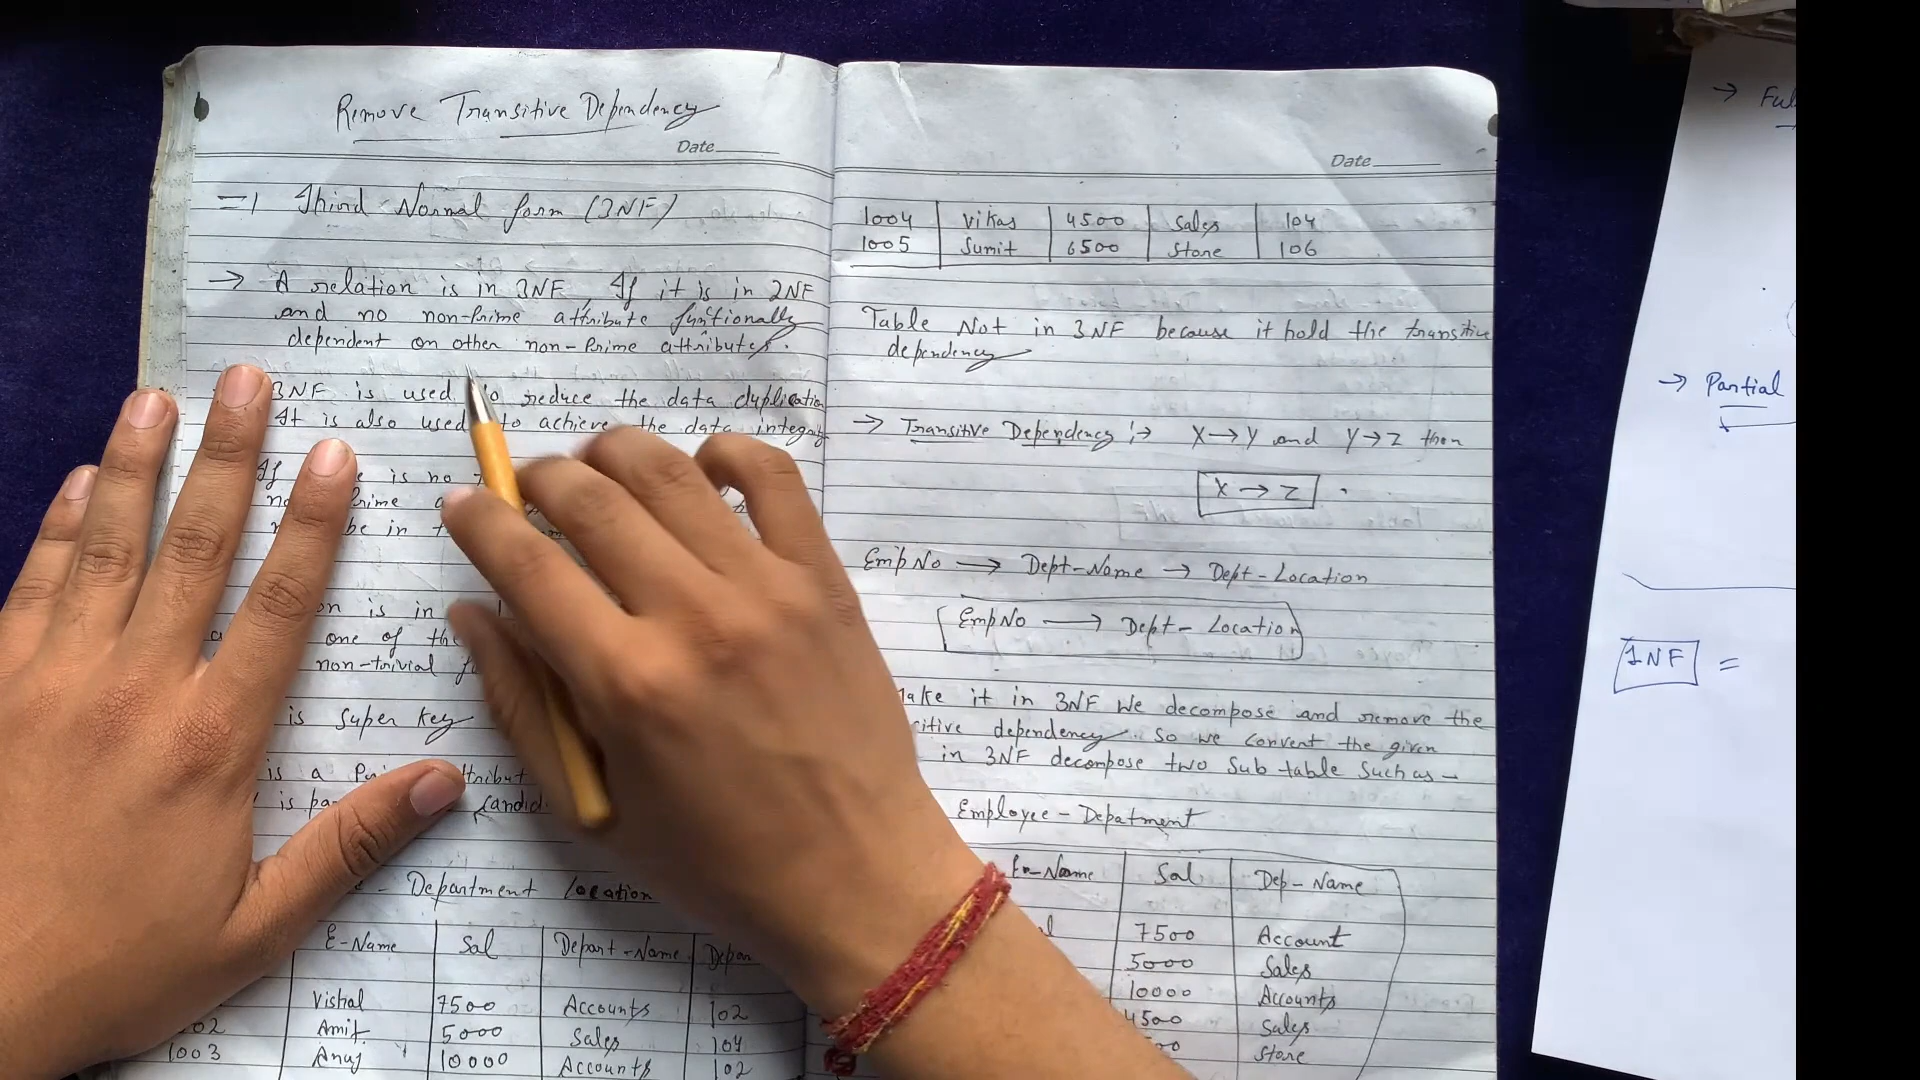 Remove Transitive Dependency
Date
Third Normal form (3NF)
→ A relation is in 3NF, If it is in 2NF
and no non-Prime attribute functionally
dependent on other non-Prime attributes.
3NF is used to reduce the data duplication
It is also used to achieve the data
If is no
Prime
be in
is in
one of the
non-trivial
is Super key
is a
is
Department Location
E-Name Sal Depart-Name
Vishal 7500 Accounts 102
Amit 5000 Sales 104
1003 Anuj 10000 Accounts 102
Date
1004 Vikas 4500 Sales 104
1005 Sumit 6500 Store 106
Table Not in 3NF because it hold the transitive
dependency
→ Transitive Dependency :→ X→Y and Y→Z then
X→Z
EmpNo → Dept-Name → Dept-Location
EmpNo → Dept-Location
it in 3NF We decompose and remove the
dependency. So we convert the given
in 3NF decompose two Sub table Such as -
Employee-Depatment
Sal Dep-Name
7500 Account
5000 Sales
10000 Accounts
4500 Sales
Store
→
→ Partial
1NF =